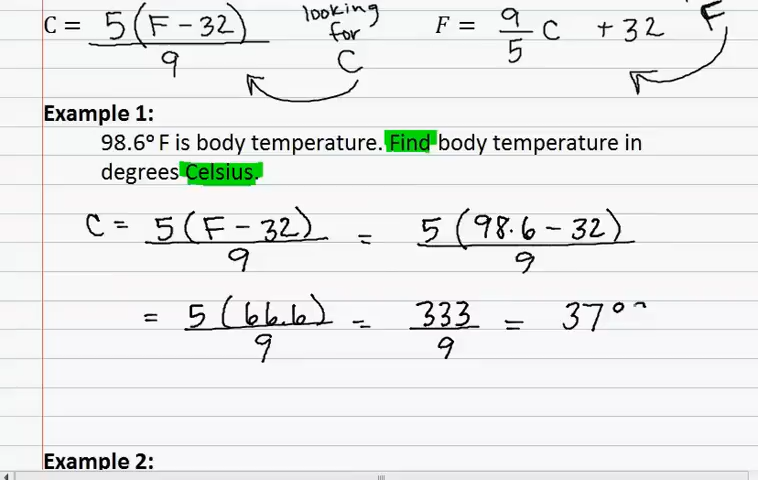 C = 5(F − 32) / 9 looking for C F = 9/5 C + 32 F
Example 1:
98.6° F is body temperature. Find body temperature in
degrees Celsius.
C = 5(F − 32) / 9 = 5(98.6 − 32) / 9
= 5(66.6) / 9 = 333 / 9 = 37°
Example 2: